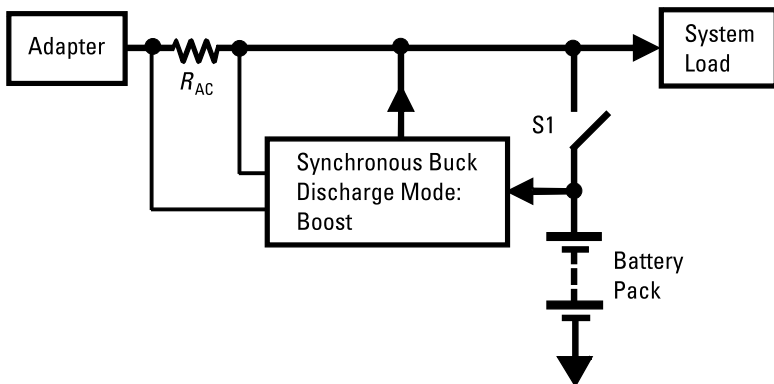 Adapter
R_AC
System
Load
S1
Synchronous Buck
Discharge Mode:
Boost
Battery
Pack